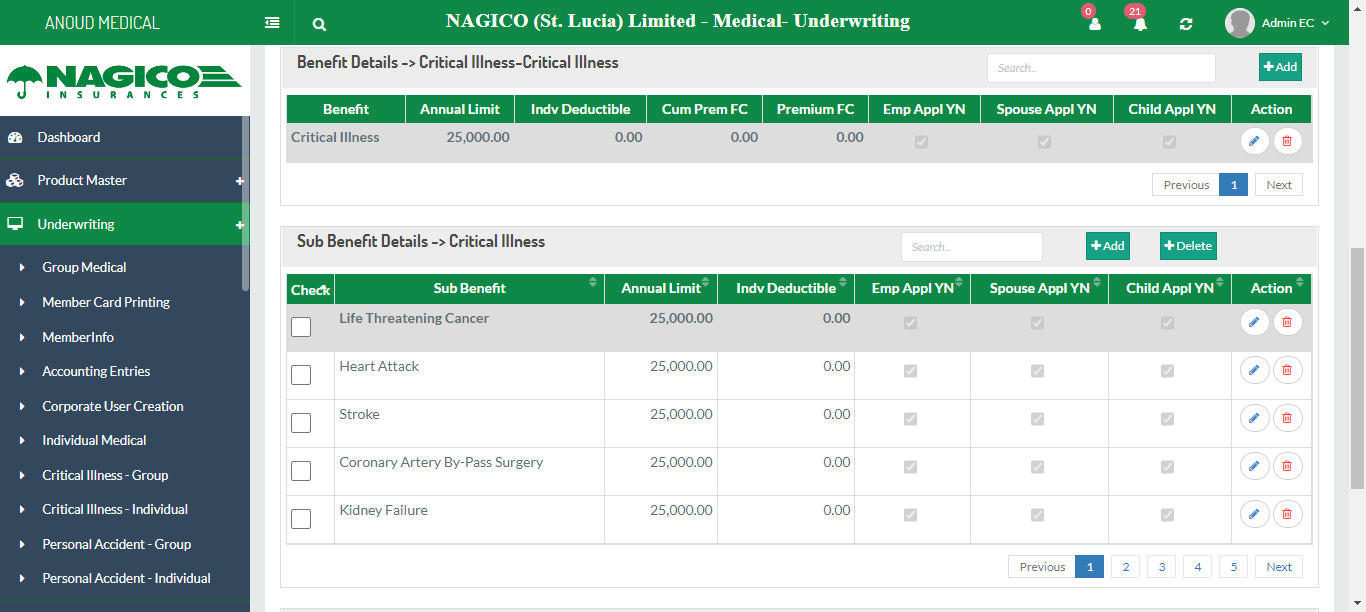 ANOUD MEDICAL
NAGICO (St. Lucia) Limited - Medical- Underwriting
0
21
Admin EC
NAGICO
INSURANCES
Dashboard
Product Master
Underwriting
Group Medical
Member Card Printing
MemberInfo
Accounting Entries
Corporate User Creation
Individual Medical
Critical Illness - Group
Critical Illness - Individual
Personal Accident - Group
Personal Accident - Individual
Benefit Details -> Critical Illness-Critical Illness
Search..
+Add
Benefit Annual Limit Indv Deductible Cum Prem FC Premium FC Emp Appl YN Spouse Appl YN Child Appl YN Action
Critical Illness 25,000.00 0.00 0.00 0.00
Previous 1 Next
Sub Benefit Details -> Critical Illness
Search..
+Add
+Delete
Check Sub Benefit Annual Limit Indv Deductible Emp Appl YN Spouse Appl YN Child Appl YN Action
Life Threatening Cancer 25,000.00 0.00
Heart Attack 25,000.00 0.00
Stroke 25,000.00 0.00
Coronary Artery By-Pass Surgery 25,000.00 0.00
Kidney Failure 25,000.00 0.00
Previous 1 2 3 4 5 Next